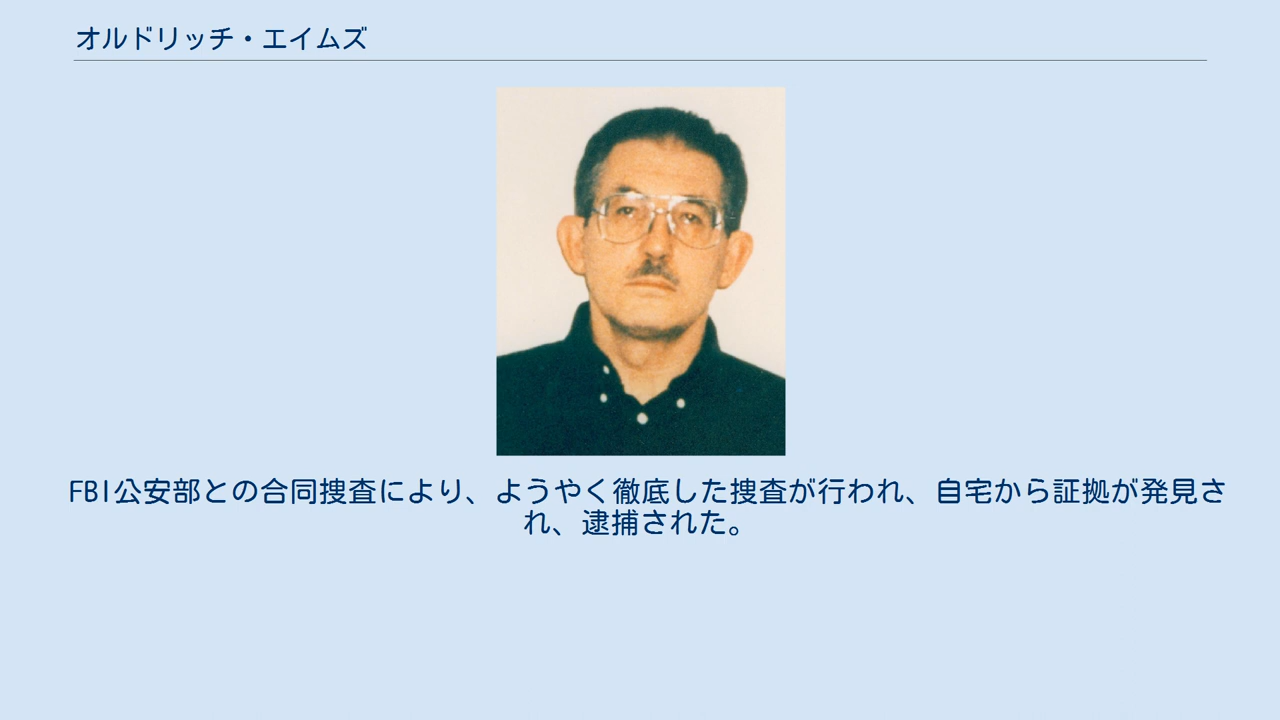 オルドリッチ・エイムズ
FBI公安部との合同捜査により、ようやく徹底した捜査が行われ、自宅から証拠が発見さ
れ、逮捕された。